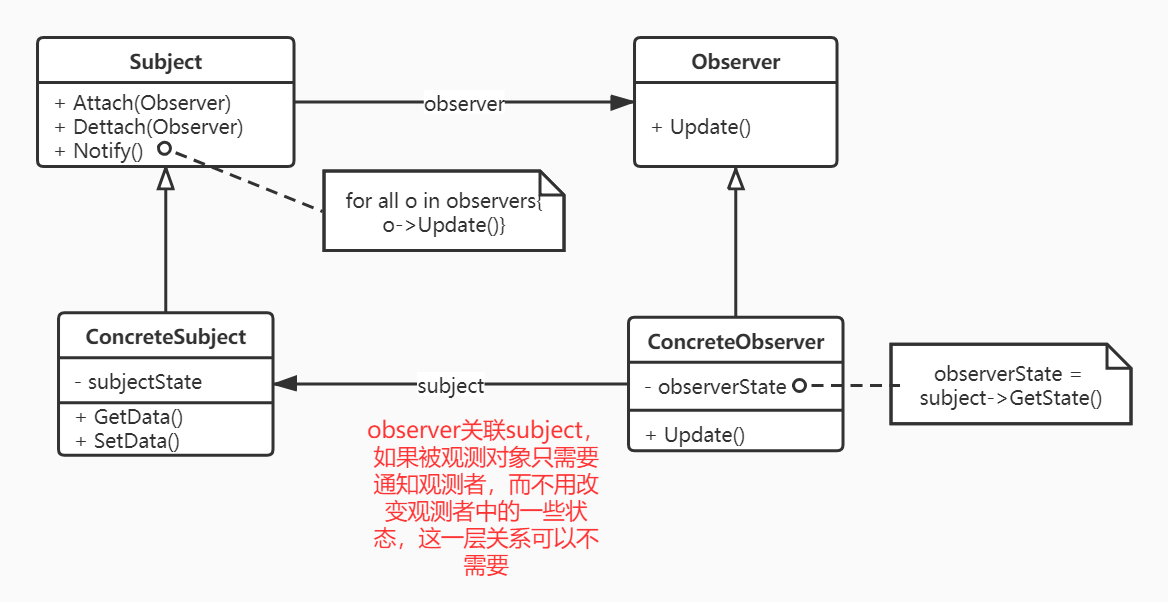 Subject
+ Attach(Observer)
+ Dettach(Observer)
+ Notify()
observer
Observer
+ Update()
for all o in observers{
o->Update()}
ConcreteSubject
- subjectState
+ GetData()
+ SetData()
subject
ConcreteObserver
- observerState
+ Update()
observerState =
subject->GetState()
observer关联subject，
如果被观测对象只需要
通知观测者，而不用改
变观测者中的一些状
态，这一层关系可以不
需要